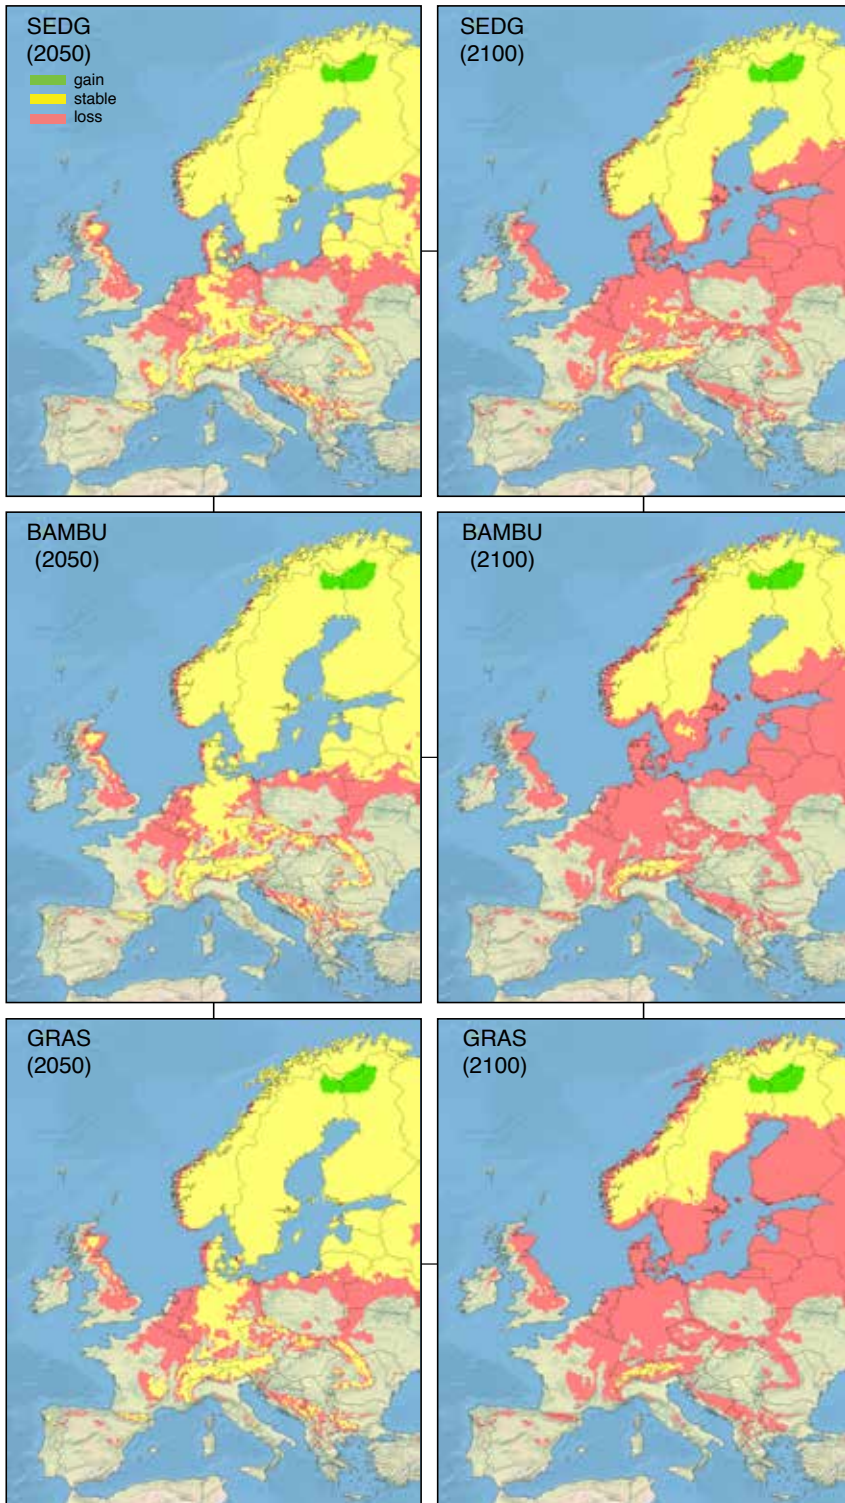 SEDG
(2050)
gain
stable
loss
SEDG
(2100)
BAMBU
(2050)
BAMBU
(2100)
GRAS
(2050)
GRAS
(2100)